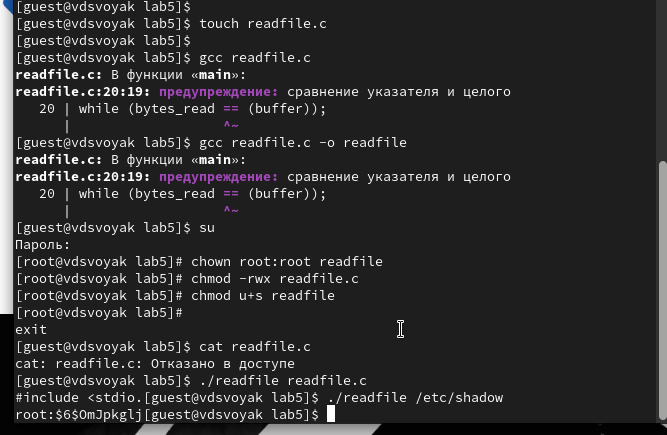 [guest@vdsvoyak lab5]$
[guest@vdsvoyak lab5]$ touch readfile.c
[guest@vdsvoyak lab5]$
[guest@vdsvoyak lab5]$ gcc readfile.c
readfile.c: В функции «main»:
readfile.c:20:19: предупреждение: сравнение указателя и целого
   20 | while (bytes_read == (buffer));
      |                   ^~
[guest@vdsvoyak lab5]$ gcc readfile.c -o readfile
readfile.c: В функции «main»:
readfile.c:20:19: предупреждение: сравнение указателя и целого
   20 | while (bytes_read == (buffer));
      |                   ^~
[guest@vdsvoyak lab5]$ su
Пароль:
[root@vdsvoyak lab5]# chown root:root readfile
[root@vdsvoyak lab5]# chmod -rwx readfile.c
[root@vdsvoyak lab5]# chmod u+s readfile
[root@vdsvoyak lab5]#
exit
[guest@vdsvoyak lab5]$ cat readfile.c
cat: readfile.c: Отказано в доступе
[guest@vdsvoyak lab5]$ ./readfile readfile.c
#include <stdio.[guest@vdsvoyak lab5]$ ./readfile /etc/shadow
root:$6$OmJpkglj[guest@vdsvoyak lab5]$